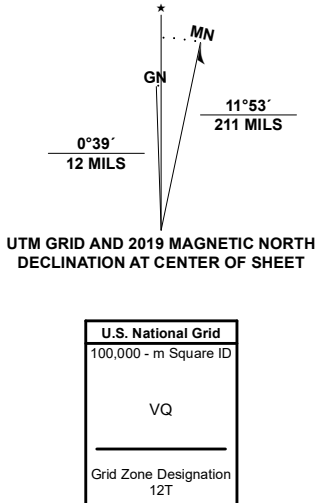 MN
GN
11°53´
211 MILS
0°39´
12 MILS
UTM GRID AND 2019 MAGNETIC NORTH
DECLINATION AT CENTER OF SHEET
U.S. National Grid
100,000 - m Square ID
VQ
Grid Zone Designation
12T